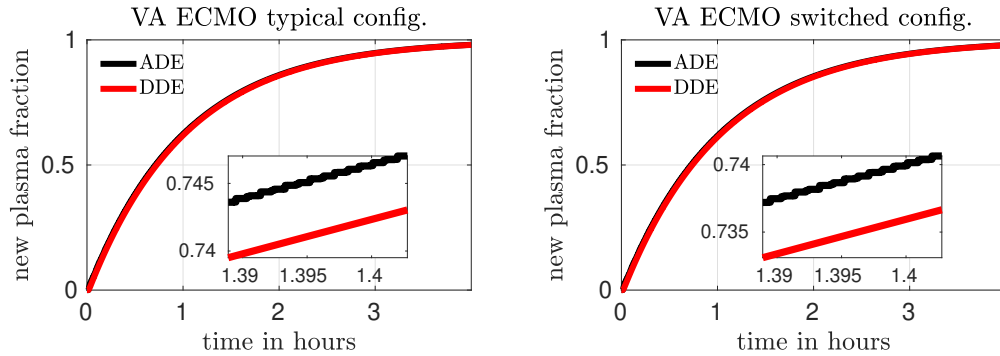 VA ECMO typical config.
new plasma fraction
1
0.5
0
ADE
DDE
0.745
0.74
1.39
1.395
1.4
0
1
2
3
time in hours
VA ECMO switched config.
new plasma fraction
1
0.5
0
ADE
DDE
0.74
0.735
1.39
1.395
1.4
0
1
2
3
time in hours